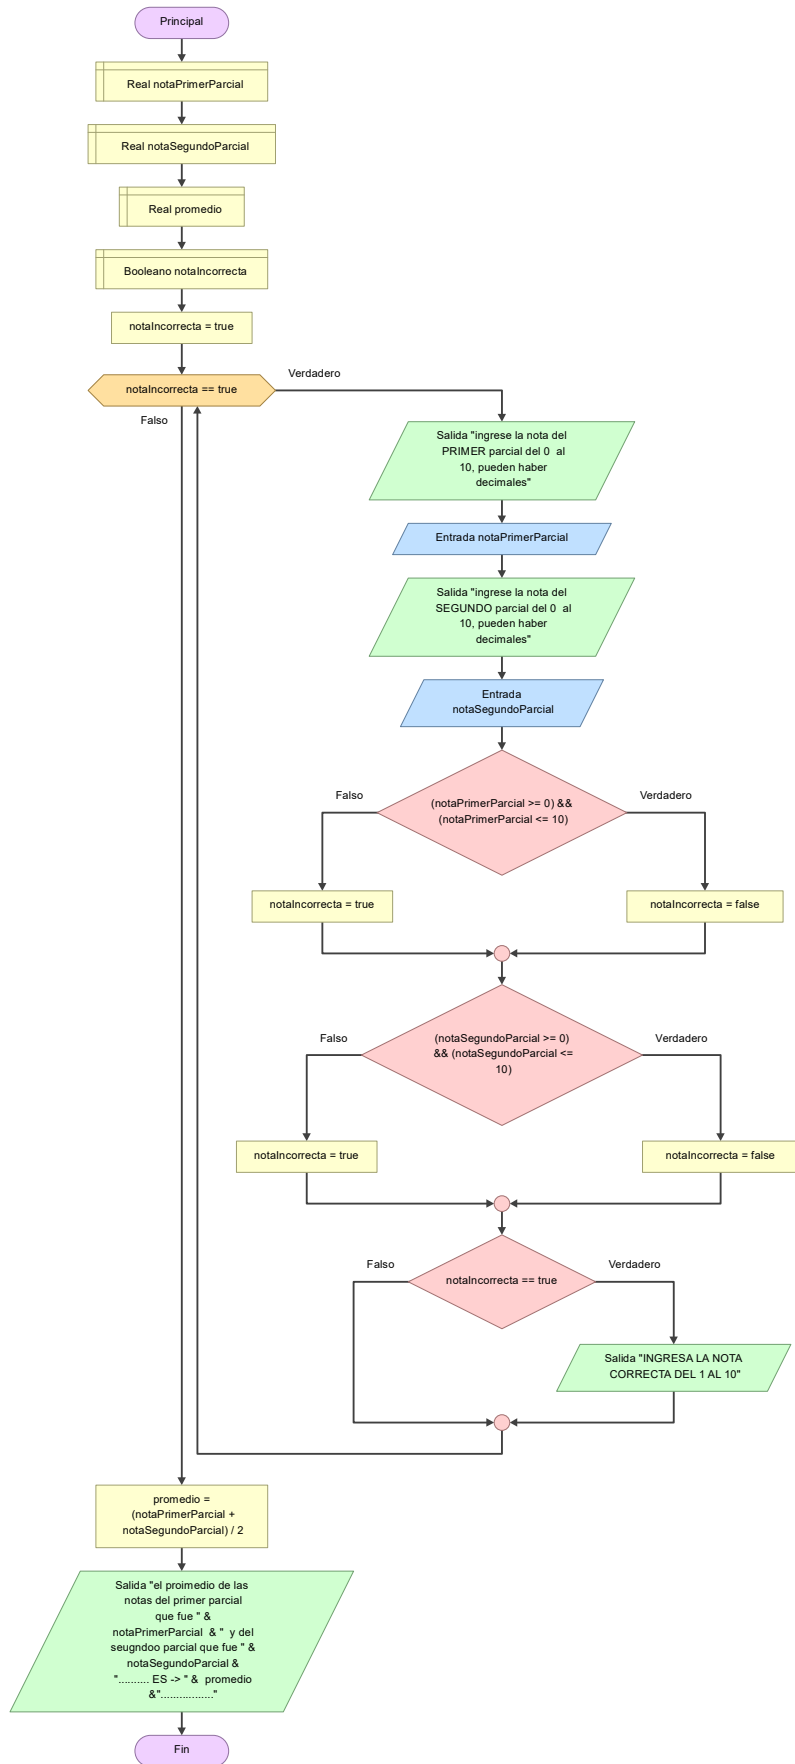 Principal
Real notaPrimerParcial
Real notaSegundoParcial
Real promedio
Booleano notaIncorrecta
notaIncorrecta = true
notaIncorrecta == true
Verdadero
Falso
Salida "ingrese la nota del
PRIMER parcial del 0  al
10, pueden haber
decimales"
Entrada notaPrimerParcial
Salida "ingrese la nota del
SEGUNDO parcial del 0  al
10, pueden haber
decimales"
Entrada
notaSegundoParcial
Falso
Verdadero
(notaPrimerParcial >= 0) &&
(notaPrimerParcial <= 10)
notaIncorrecta = true
notaIncorrecta = false
Falso
Verdadero
(notaSegundoParcial >= 0)
&& (notaSegundoParcial <=
10)
notaIncorrecta = true
notaIncorrecta = false
Falso
Verdadero
notaIncorrecta == true
Salida "INGRESA LA NOTA
CORRECTA DEL 1 AL 10"
promedio =
(notaPrimerParcial +
notaSegundoParcial) / 2
Salida "el proimedio de las
notas del primer parcial
que fue " &
notaPrimerParcial  & "  y del
seugndoo parcial que fue " &
notaSegundoParcial &
".......... ES -> " &  promedio
&"................."
Fin